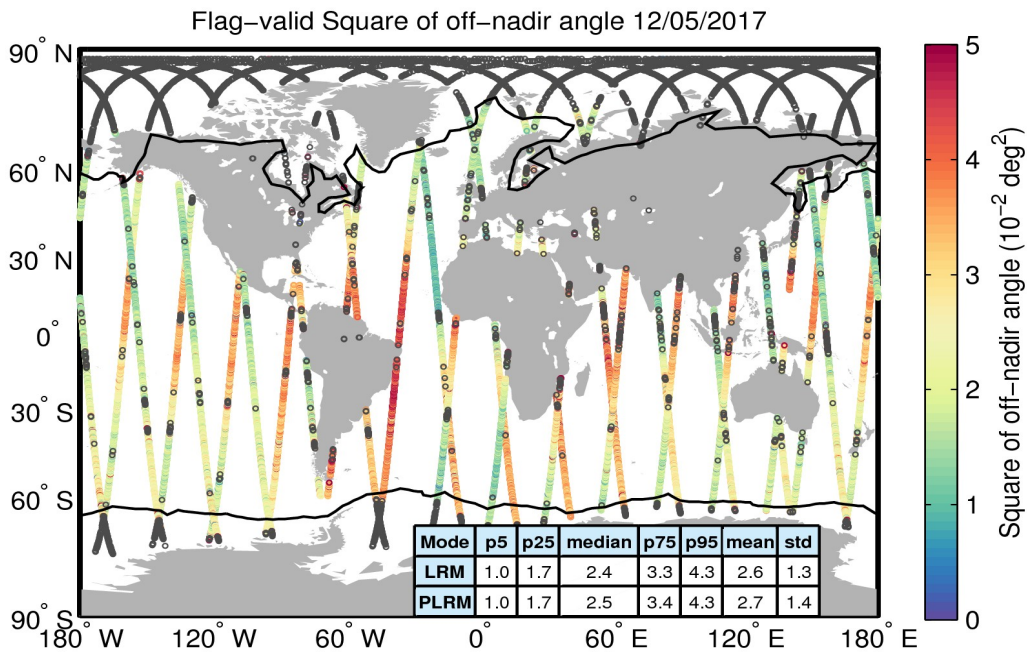 Flag-valid Square of off-nadir angle 12/05/2017
90° N
60° N
30° N
0°
30° S
60° S
90° S
180° W
120° W
60° W
0°
60° E
120° E
180° E
Mode p5 p25 median p75 p95 mean std
LRM 1.0 1.7 2.4 3.3 4.3 2.6 1.3
PLRM 1.0 1.7 2.5 3.4 4.3 2.7 1.4
5
4
3
2
1
0
Square of off-nadir angle (10⁻² deg²)